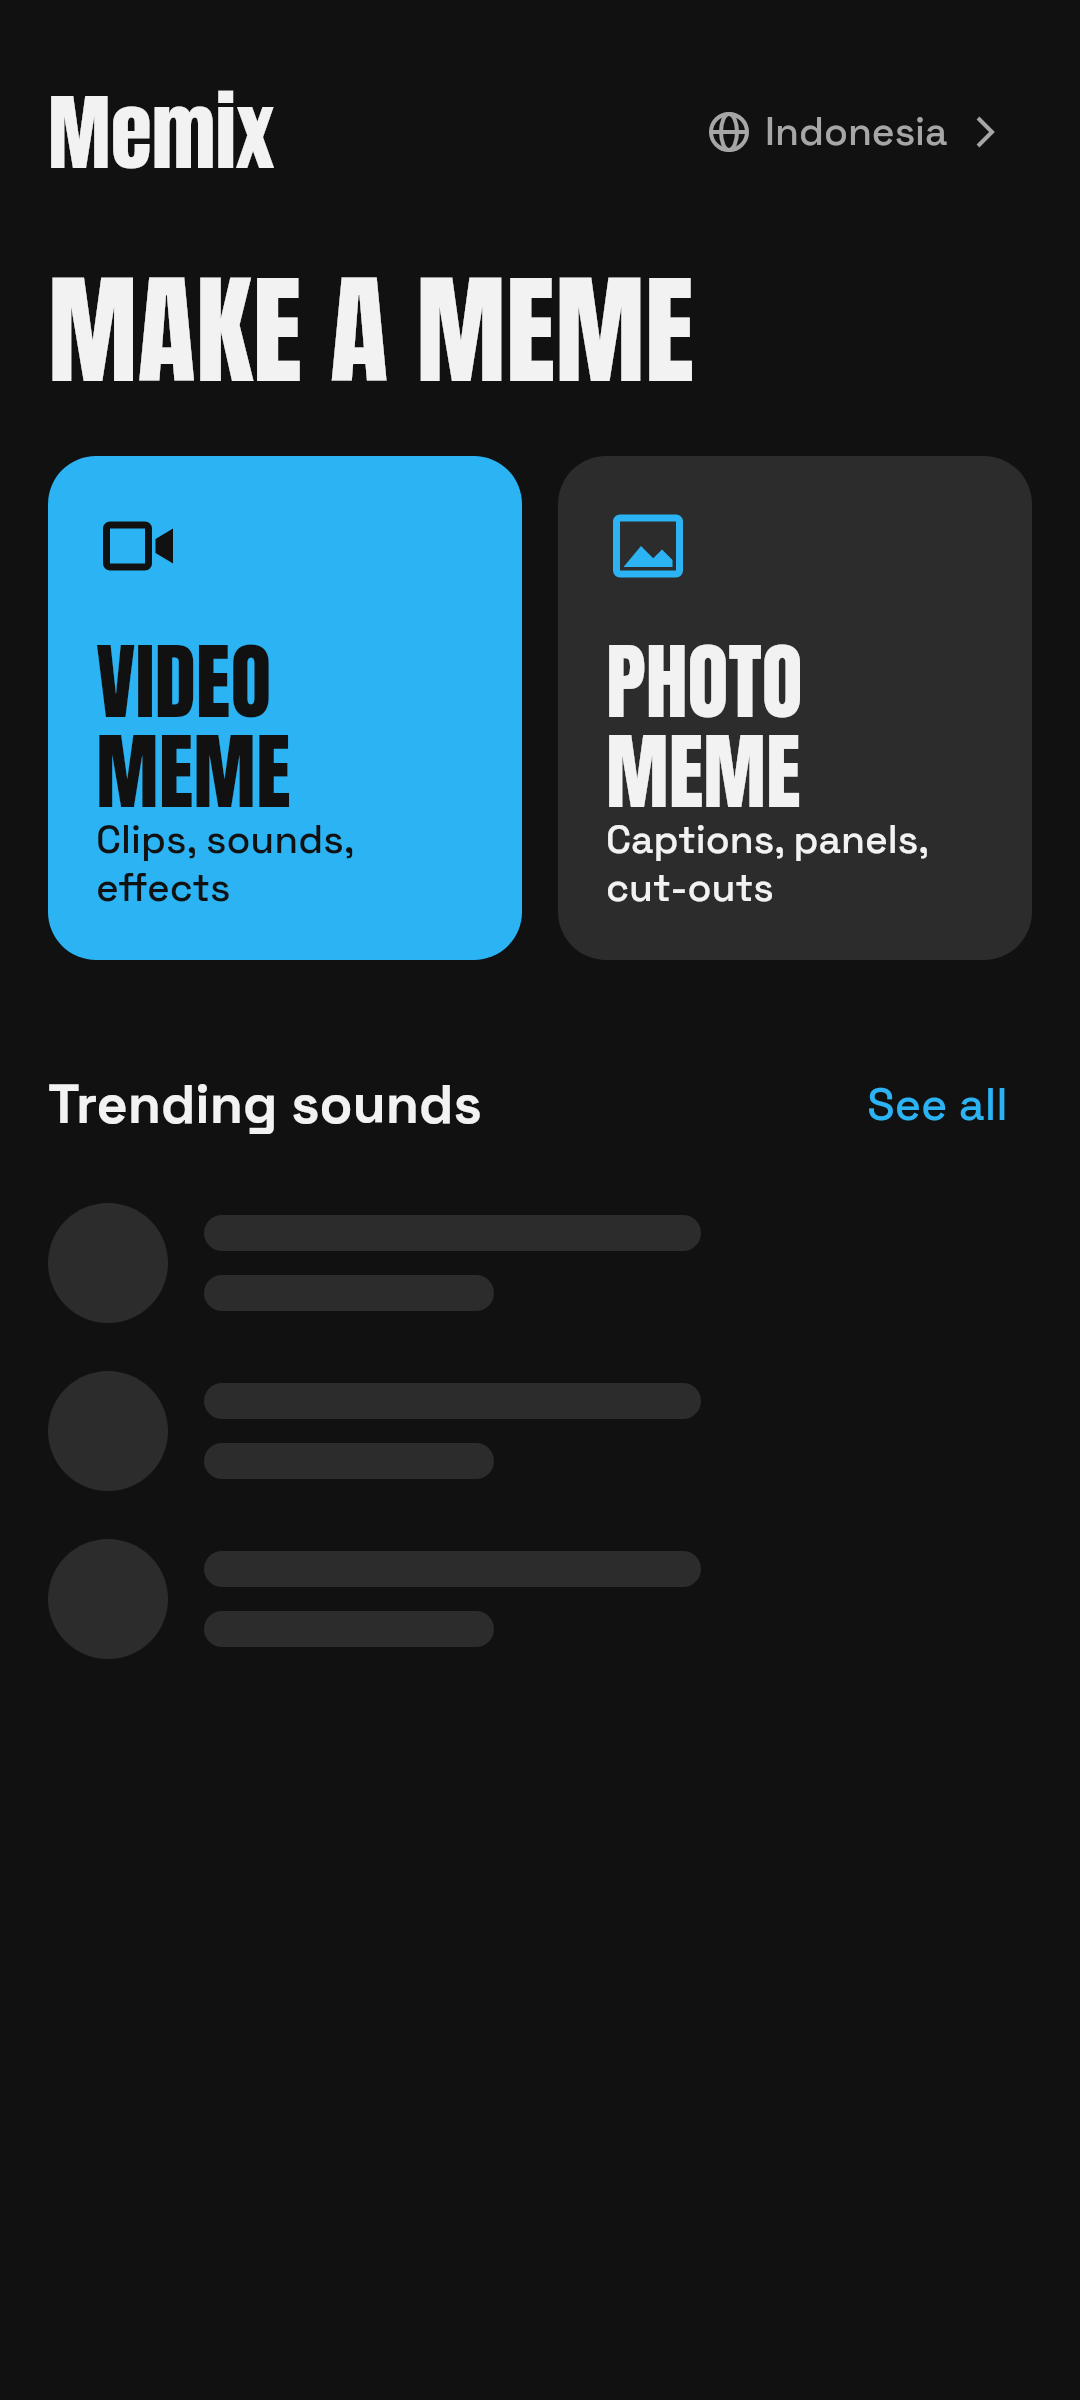 Memix
Indonesia
MAKE A MEME
VIDEO
MEME
Clips, sounds,
effects
PHOTO
MEME
Captions, panels,
cut-outs
Trending sounds
See all